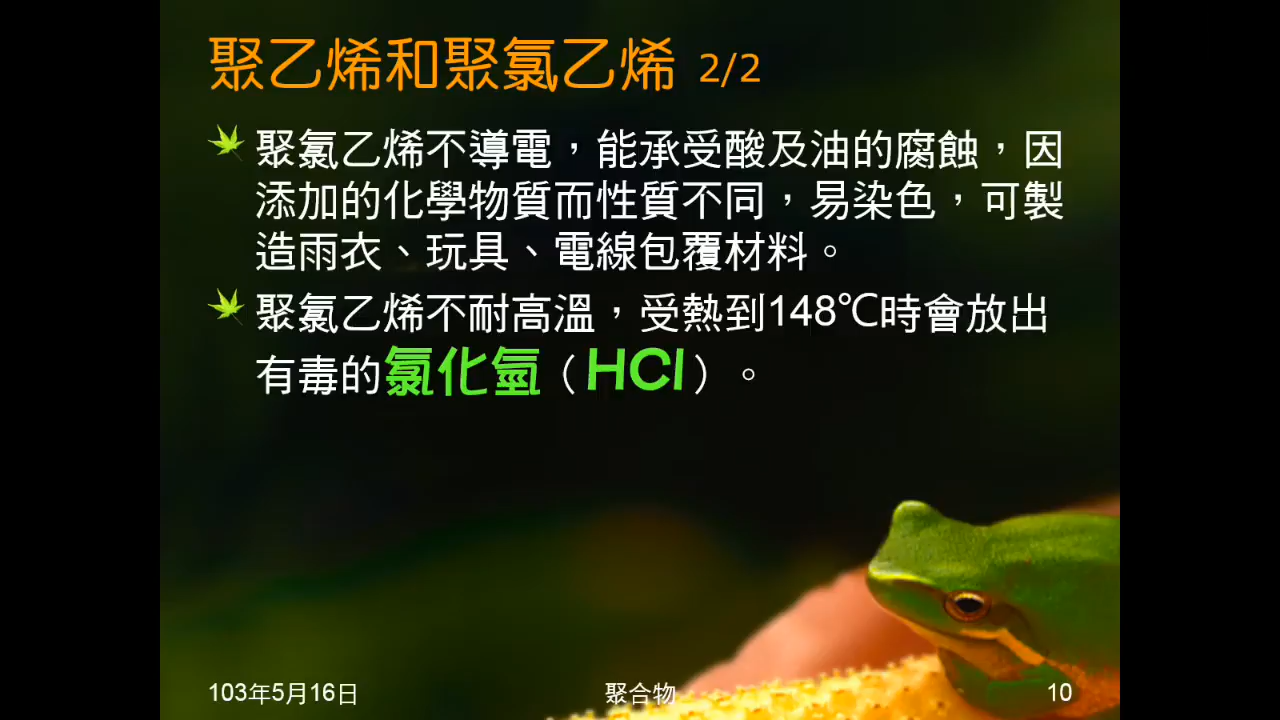 聚乙烯和聚氯乙烯 2/2
聚氯乙烯不導電，能承受酸及油的腐蝕，因
添加的化學物質而性質不同，易染色，可製
造雨衣、玩具、電線包覆材料。
聚氯乙烯不耐高溫，受熱到148℃時會放出
有毒的氯化氫（HCl）。
103年5月16日
聚合物
10